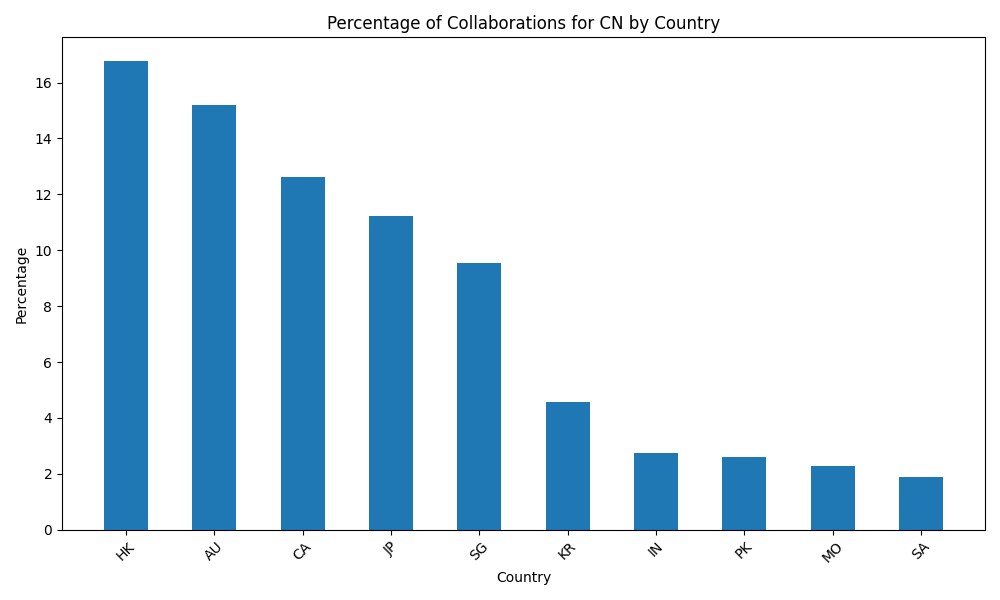 Percentage of Collaborations for CN by Country
Percentage
16
14
12
10
8
6
4
2
0
HK AU CA JP SG KR IN PK MO SA
Country